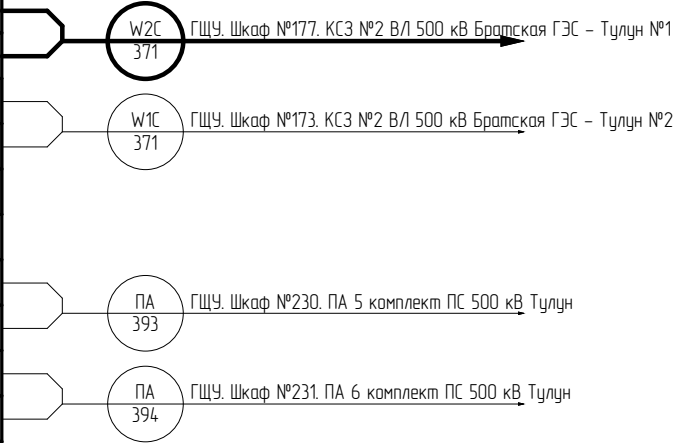 W2C ГЩУ. Шкаф №177. КСЗ №2 ВЛ 500 кВ Братская ГЭС - Тулун №1
371
W1C ГЩУ. Шкаф №173. КСЗ №2 ВЛ 500 кВ Братская ГЭС - Тулун №2
371
ПА ГЩУ. Шкаф №230. ПА 5 комплект ПС 500 кВ Тулун
393
ПА ГЩУ. Шкаф №231. ПА 6 комплект ПС 500 кВ Тулун
394